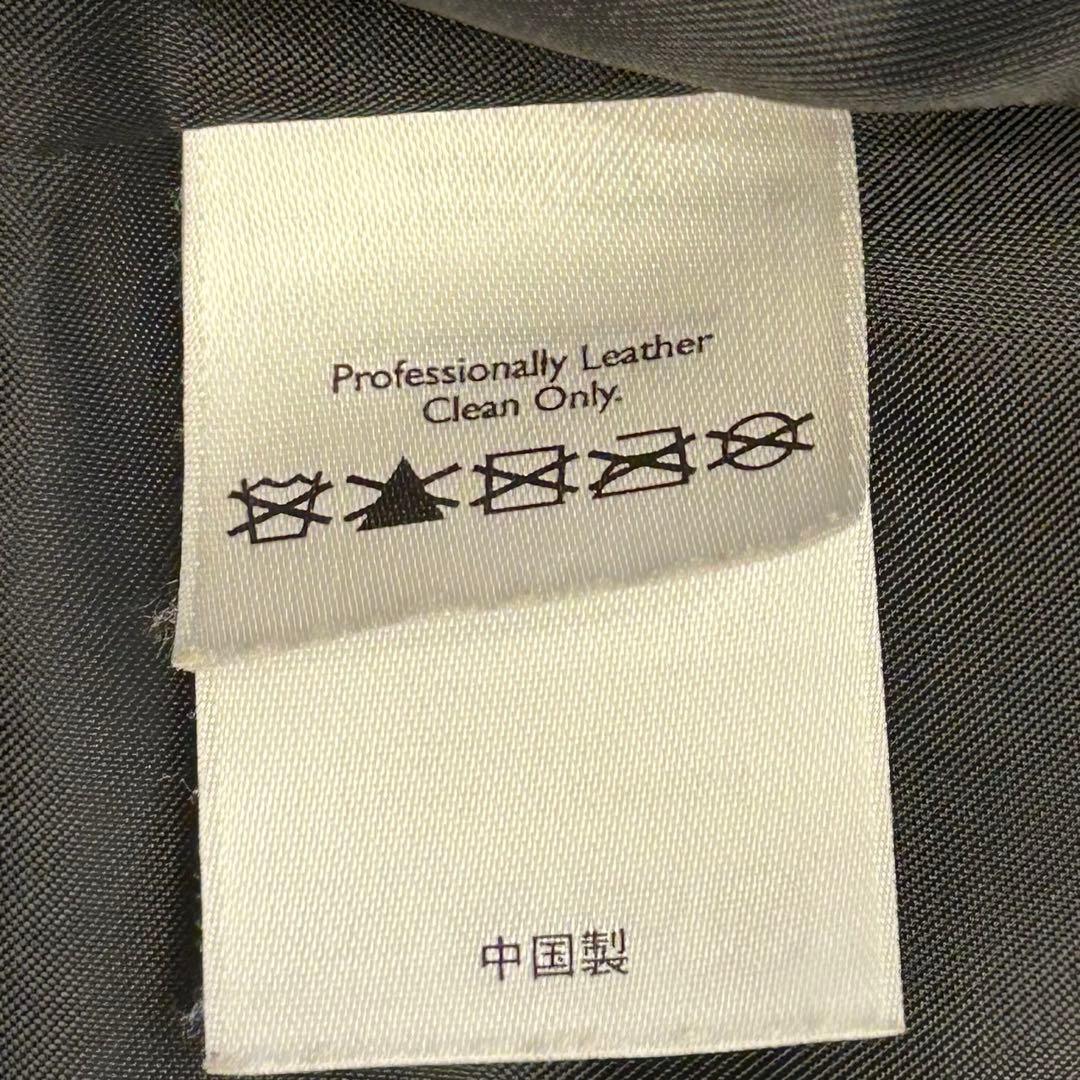 Professionally Leather
Clean Only.
中国製